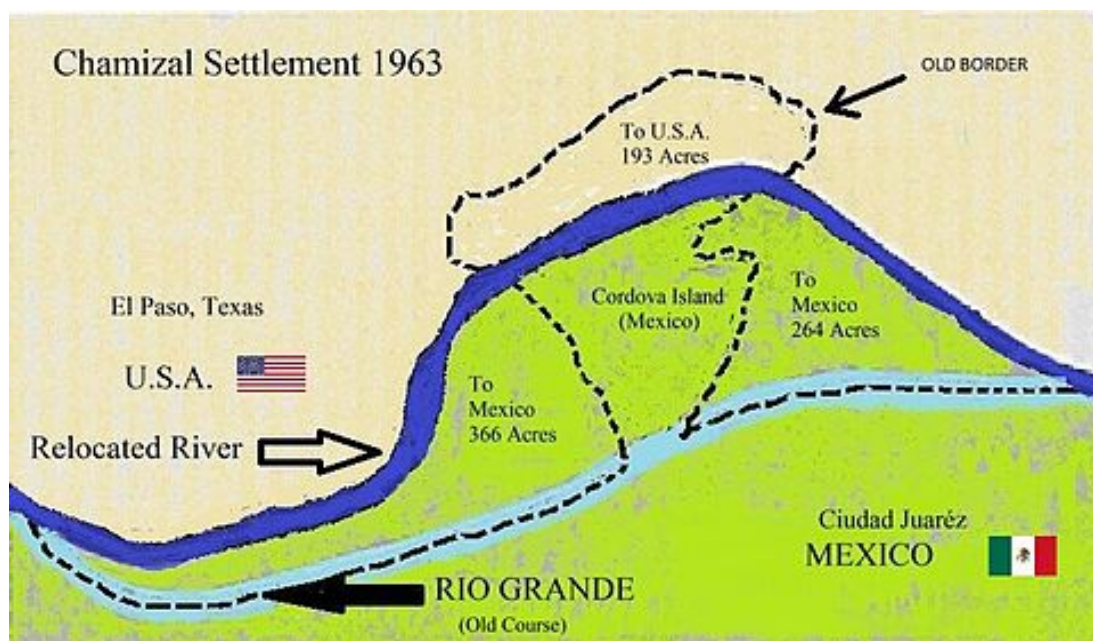 Chamizal Settlement 1963
OLD BORDER
To U.S.A.
193 Acres
El Paso, Texas
U.S.A.
Cordova Island
(Mexico)
To
Mexico
264 Acres
To
Mexico
366 Acres
Relocated River
Ciudad Juaréz
MEXICO
RIO GRANDE
(Old Course)